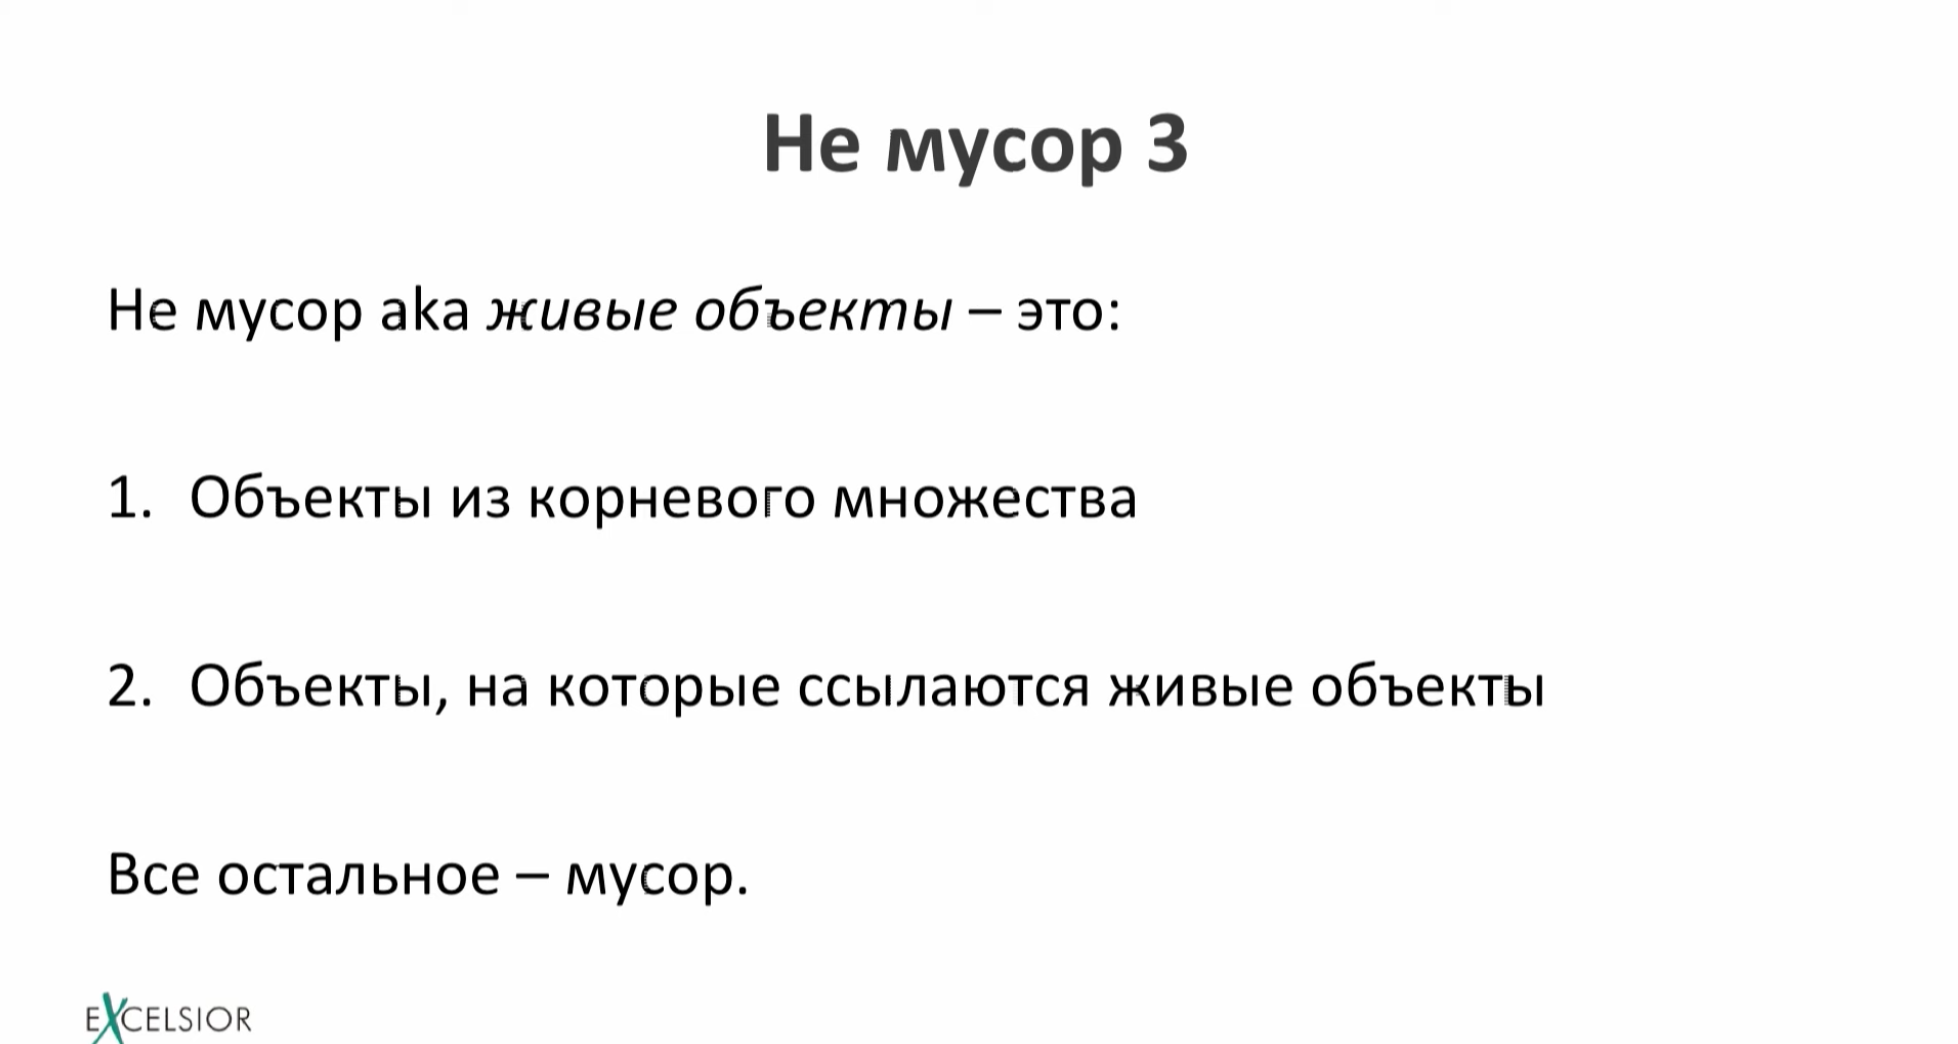 Не мусор 3
Не мусор aka живые объекты – это:
1. Объекты из корневого множества
2. Объекты, на которые ссылаются живые объекты
Все остальное – мусор.
EXCELSIOR